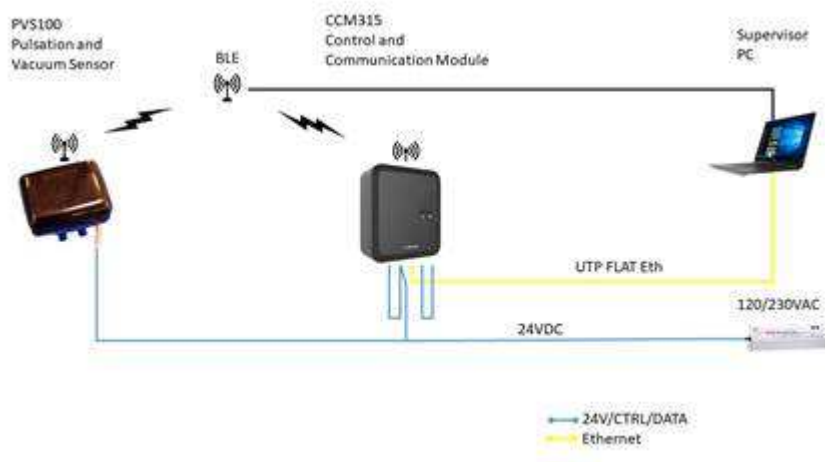 PVS100
Pulsation and
Vacuum Sensor
BLE
CCM315
Control and
Communication Module
Supervisor
PC
UTP FLAT Eth
120/230VAC
24VDC
24V/CTRL/DATA
Ethernet